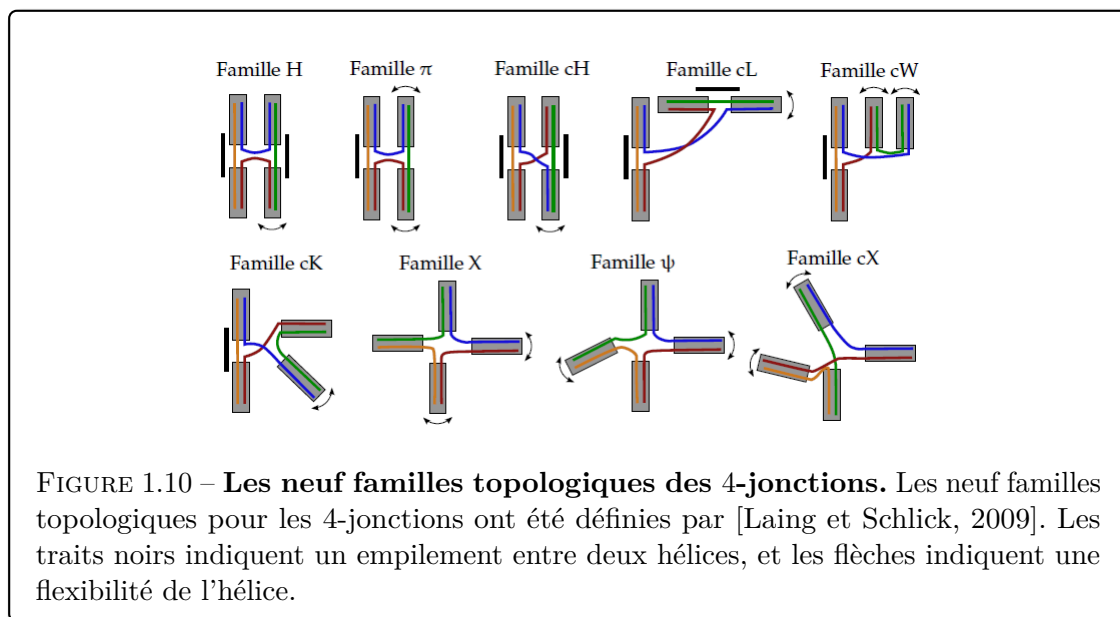 Famille H
Famille π
Famille cH
Famille cL
Famille cW
Famille cK
Famille X
Famille ψ
Famille cX
FIGURE 1.10 – Les neuf familles topologiques des 4-jonctions. Les neuf familles
topologiques pour les 4-jonctions ont été définies par [Laing et Schlick, 2009]. Les
traits noirs indiquent un empilement entre deux hélices, et les flèches indiquent une
flexibilité de l'hélice.